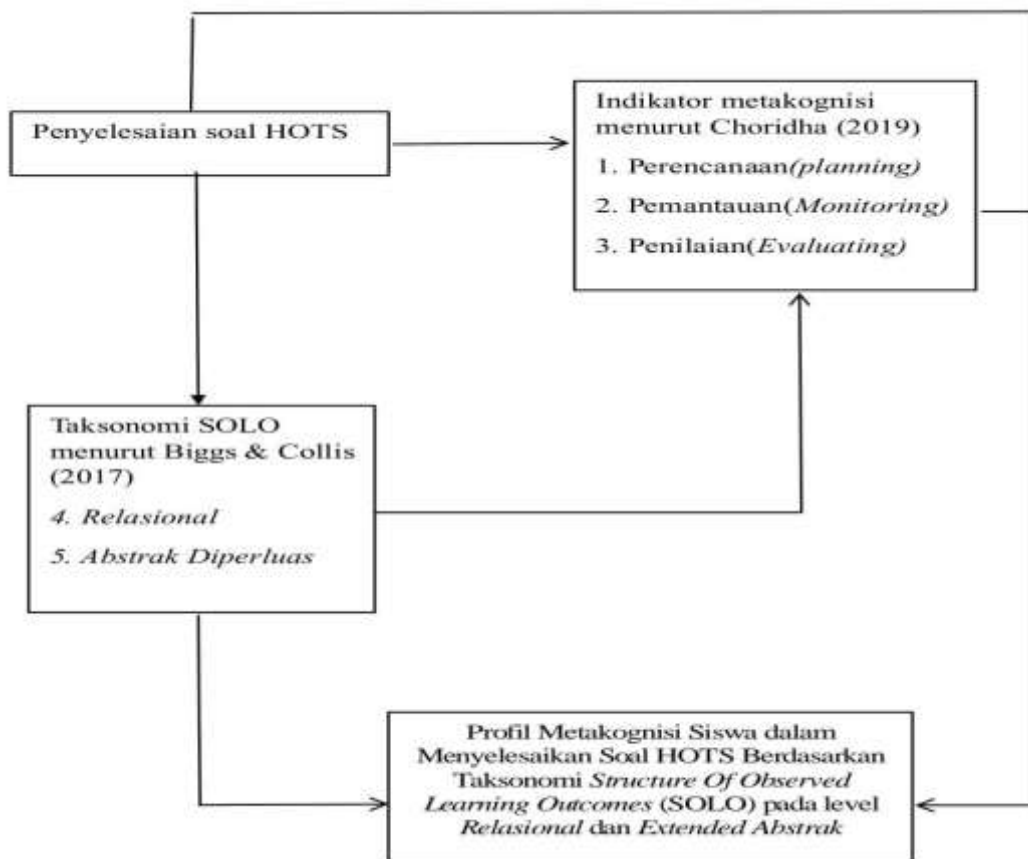 Penyelesaian soal HOTS
Indikator metakognisi
menurut Choridha (2019)
1. Perencanaan(planning)
2. Pemantauan(Monitoring)
3. Penilaian(Evaluating)
Taksonomi SOLO
menurut Biggs & Collis
(2017)
4. Relasional
5. Abstrak Diperluas
Profil Metakognisi Siswa dalam
Menyelesaikan Soal HOTS Berdasarkan
Taksonomi Structure Of Observed
Learning Outcomes (SOLO) pada level
Relasional dan Extended Abstrak